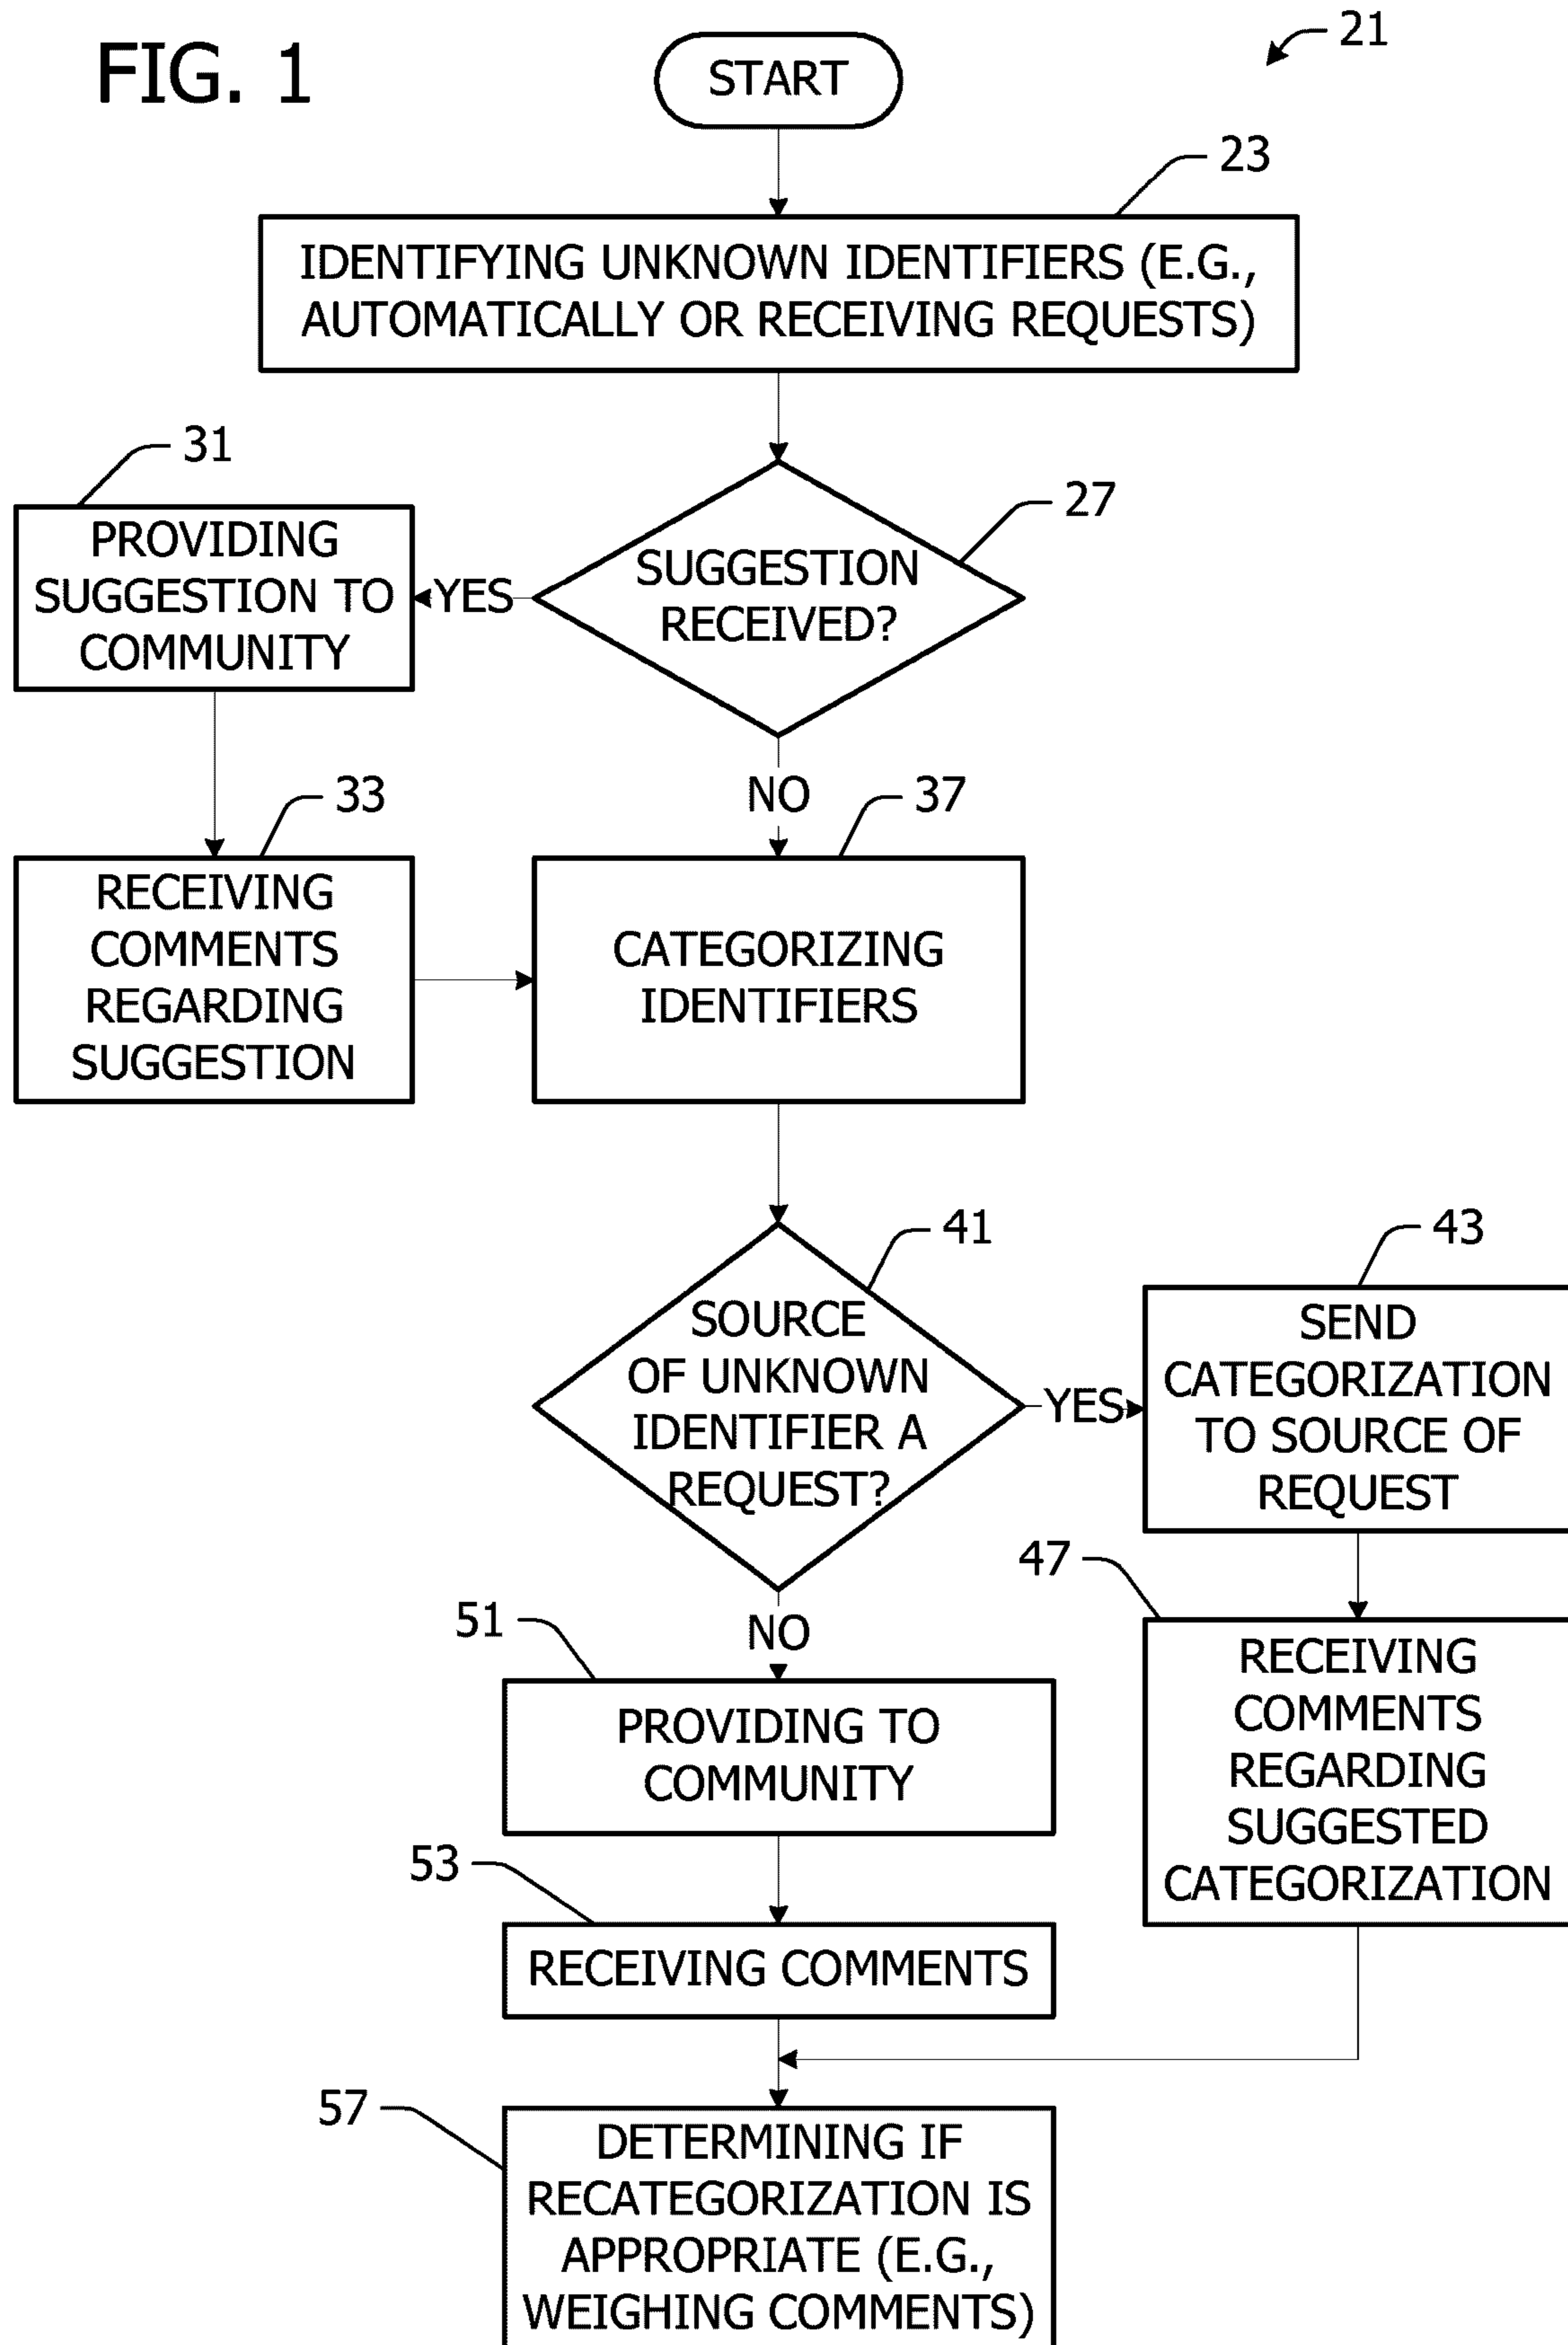 FIG. 1
21
START
23
IDENTIFYING UNKNOWN IDENTIFIERS (E.G.,
AUTOMATICALLY OR RECEIVING REQUESTS)
31
27
PROVIDING
SUGGESTION TO
COMMUNITY
YES
SUGGESTION
RECEIVED?
33
NO
37
RECEIVING
COMMENTS
REGARDING
SUGGESTION
CATEGORIZING
IDENTIFIERS
41
43
SOURCE
OF UNKNOWN
IDENTIFIER A
REQUEST?
YES
SEND
CATEGORIZATION
TO SOURCE OF
REQUEST
47
51
NO
PROVIDING TO
COMMUNITY
RECEIVING
COMMENTS
REGARDING
SUGGESTED
CATEGORIZATION
53
RECEIVING COMMENTS
57
DETERMINING IF
RECATEGORIZATION IS
APPROPRIATE (E.G.,
WEIGHING COMMENTS)